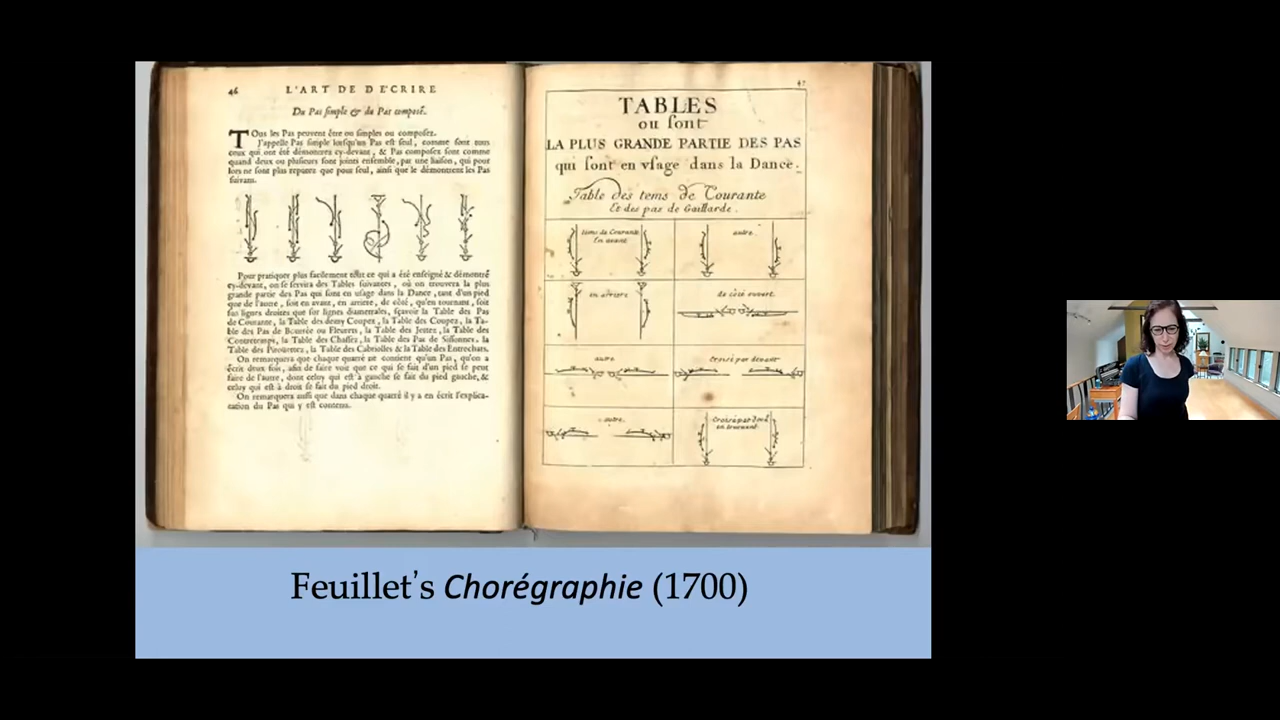 46 L'ART DE DE'CRIRE
Du Pas simple & du Pas composé.
TOus les Pas peuvent être ou simples ou composez.
J'appelle Pas simple lorsqu'un Pas est seul, comme sont tous
ceux qui ont été démontrez cy-devant, & Pas composez sont comme
quand deux ou plusieurs sont joints ensemble, par une liaison, qui pour
lors ne sont plus reputez que pour seul, ainsi que le démontrent les Pas
suivans.
Pour pratiquer plus facilement tout ce qui a été enseigné & démontré
cy-devant, on se servira des Tables suivantes, où on trouvera la plus
grande partie des Pas qui sont en usage dans la Dance, tant d'un pied
que de l'autre, soit en avant, en arriere, de côté, qu'en tournant, soit
sur lignes droites que sur lignes diametrales, sçavoir la Table des Pas
de Courante, la Table des demy Coupez, la Table des Coupez, la Ta-
ble des Pas de Bourée ou Fleurets, la Table des Jettez, la Table des
Contretemps, la Table des Chassez, la Table des Pas de Sissonnes, la
Table des Pirouettes, la Table des Cabriolles & la Table des Entrechats.
On remarquera que chaque quarré ne contient qu'un Pas, qu'on a
écrit deux fois, afin de faire voir que ce qui se fait d'un pied se peut
faire de l'autre, dont celuy qui est à gauche se fait du pied gauche, &
celuy qui est à droit se fait du pied droit.
On remarquera aussi que dans chaque quarré il y a en écrit l'explica-
cation du Pas qui y est contenu.
47
TABLES
ou sont
LA PLUS GRANDE PARTIE DES PAS
qui sont en vsage dans la Dance.
Table des tems de Courante
Et des pas de Gaillarde.
tems de Courante
En avant
autre.
en arriere
de côté ouvert.
autre
Croisé par devant
autre.
Croisé par
en tournant
Feuillet's Chorégraphie (1700)